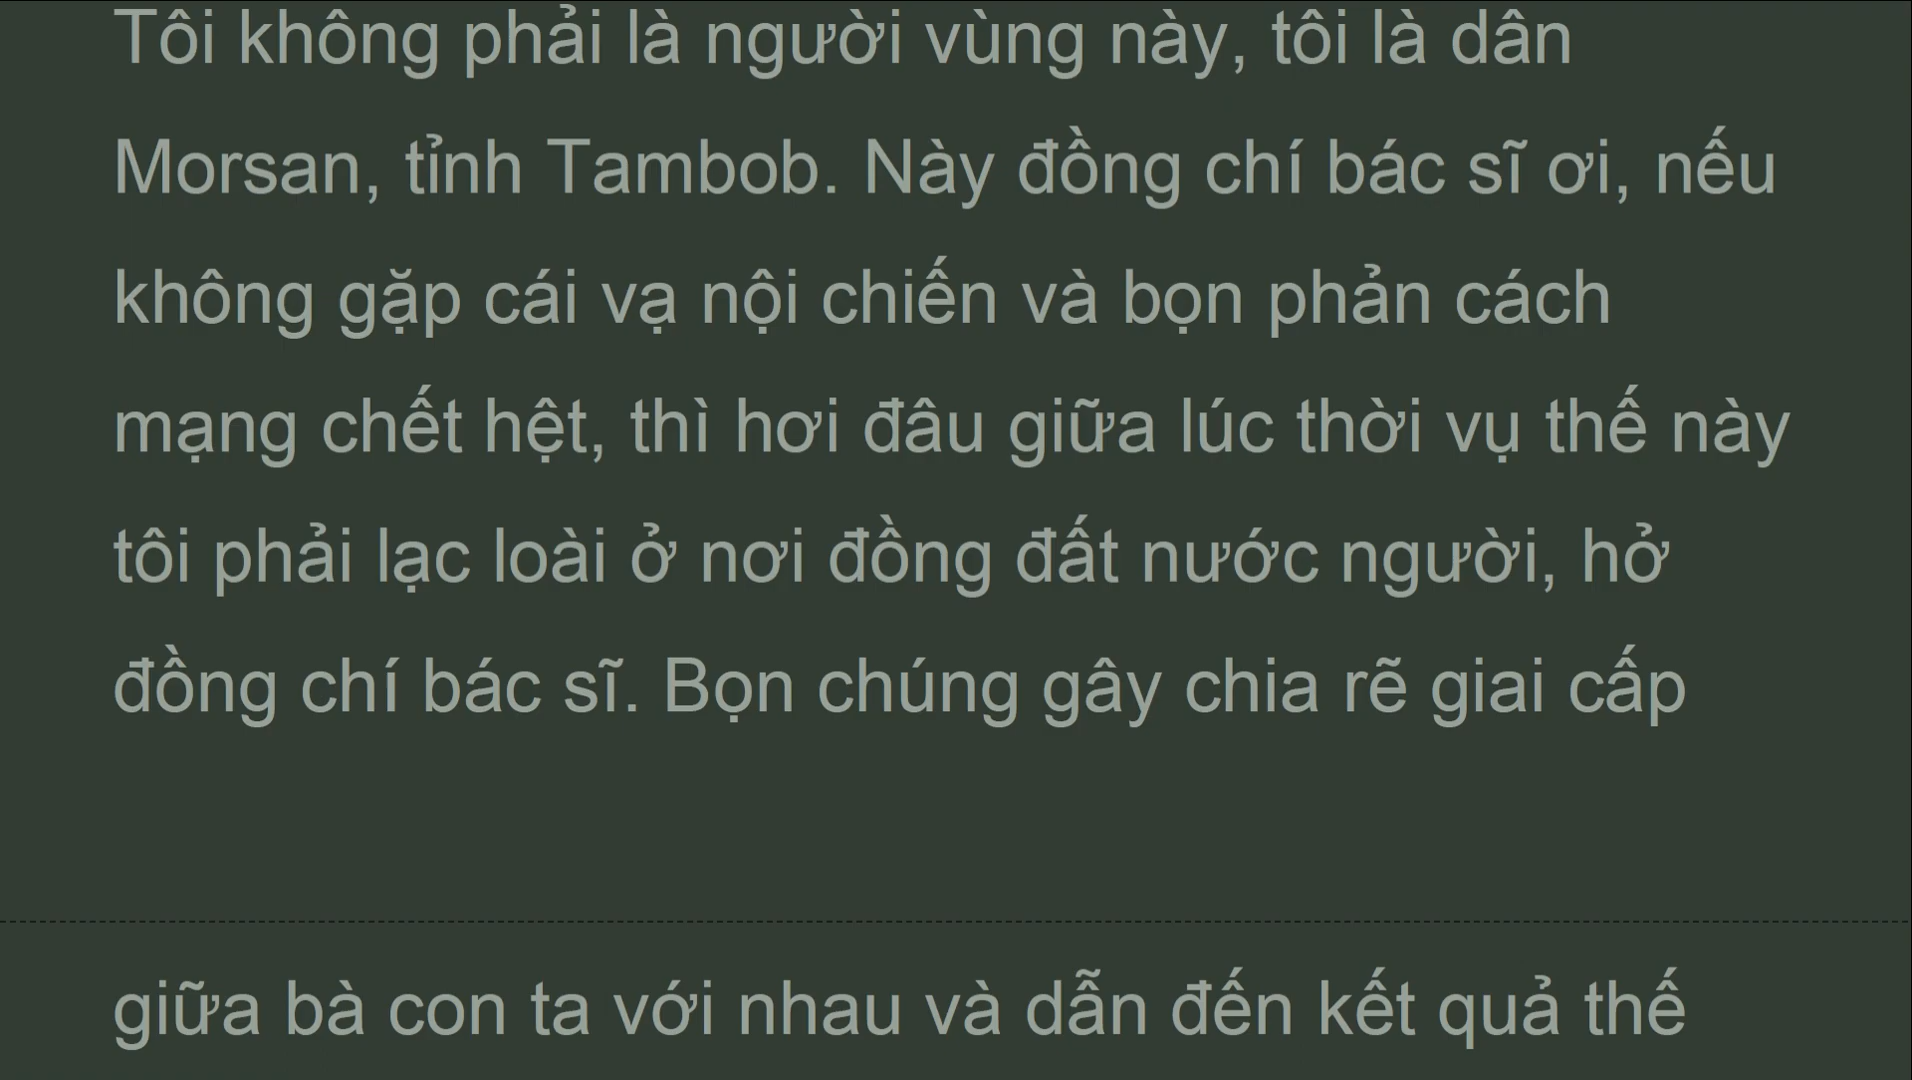 Tôi không phải là người vùng này, tôi là dân
Morsan, tỉnh Tambob. Này đồng chí bác sĩ ơi, nếu
không gặp cái vạ nội chiến và bọn phản cách
mạng chết hệt, thì hơi đâu giữa lúc thời vụ thế này
tôi phải lạc loài ở nơi đồng đất nước người, hở
đồng chí bác sĩ. Bọn chúng gây chia rẽ giai cấp
giữa bà con ta với nhau và dẫn đến kết quả thế